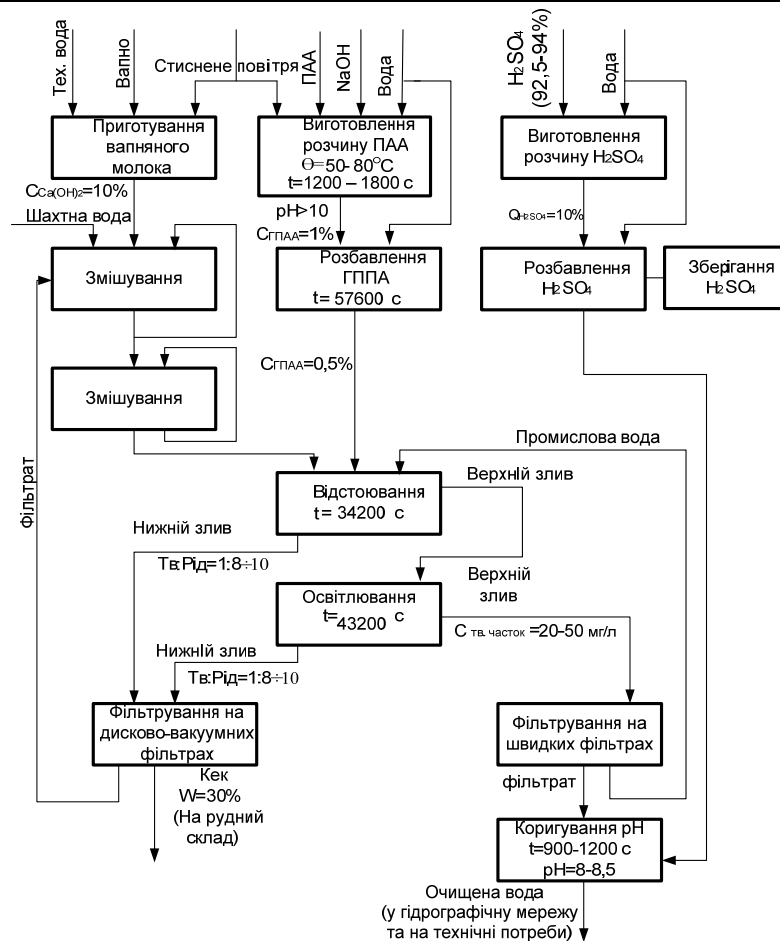 Тех. вода
Вапно
Стиснене повітря
ПАА
NaOH
Вода
H2SO4
(92,5-94%)
Вода
Приготування
вапняного
молока
Виготовлення
розчину ПАА
Θ=50-80°C
t=1200 – 1800 с
Виготовлення
розчину H2SO4
CCa(OH)2=10%
Шахтна вода
pH>10
CГПАА=1%
QH2SO4=10%
Змішування
Розбавлення
ГППА
t= 57600 с
Розбавлення
H2SO4
Зберігання
H2SO4
CГПАА=0,5%
Змішування
Промислова вода
Фільтрат
Відстоювання
t= 34200 с
Верхній злив
Нижній злив
Тв:Рід=1:8÷10
Верхній
злив
Освітлювання
t=43200 с
С тв. часток =20-50 мг/л
Нижній злив
Тв:Рід=1:8÷10
Фільтрування на
дисково-вакуумних
фільтрах
Фільтрування на
швидких фільтрах
Кек
W=30%
(На рудний
склад)
фільтрат
Коригування pH
t=900-1200 с
pH=8-8,5
Очищена вода
(у гідрографічну мережу
та на технічні потреби)